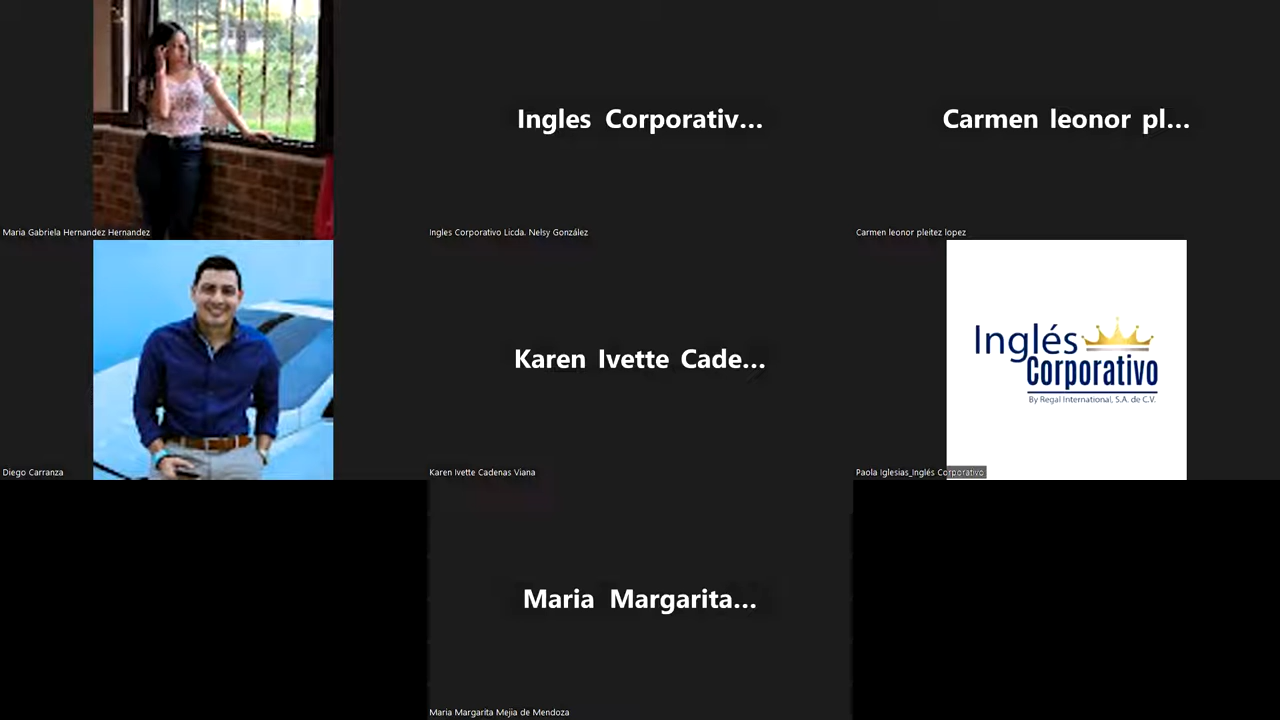 Ingles Corporativ...
Carmen leonor pl...
Maria Gabriela Hernandez Hernandez
Ingles Corporativo Licda. Nelsy González
Carmen leonor pleitez lopez
Karen Ivette Cade...
Inglés
Corporativo
By Regal International, S.A. de C.V.
Diego Carranza
Karen Ivette Cadenas Viana
Paola Iglesias_Inglés Corporativo
Maria Margarita...
Maria Margarita Mejia de Mendoza